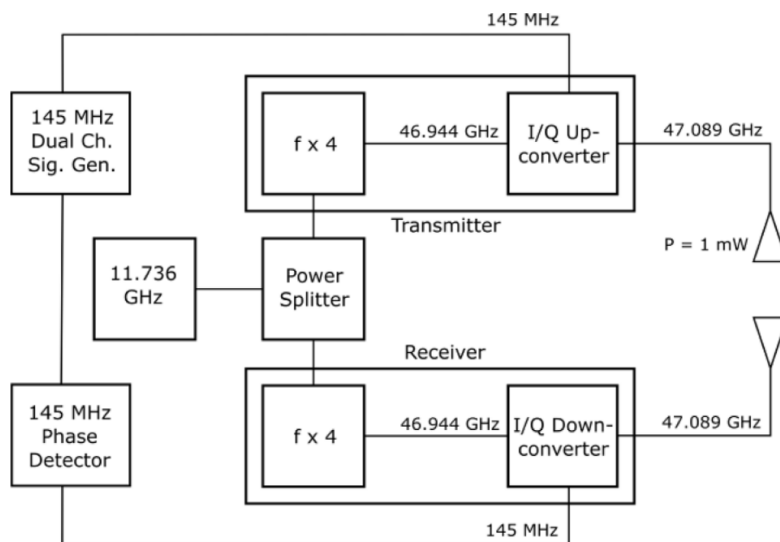 145 MHz
145 MHz
Dual Ch.
Sig. Gen.
f x 4
46.944 GHz
I/Q Up-
converter
47.089 GHz
Transmitter
P = 1 mW
11.736
GHz
Power
Splitter
Receiver
145 MHz
Phase
Detector
f x 4
46.944 GHz
I/Q Down-
converter
47.089 GHz
145 MHz